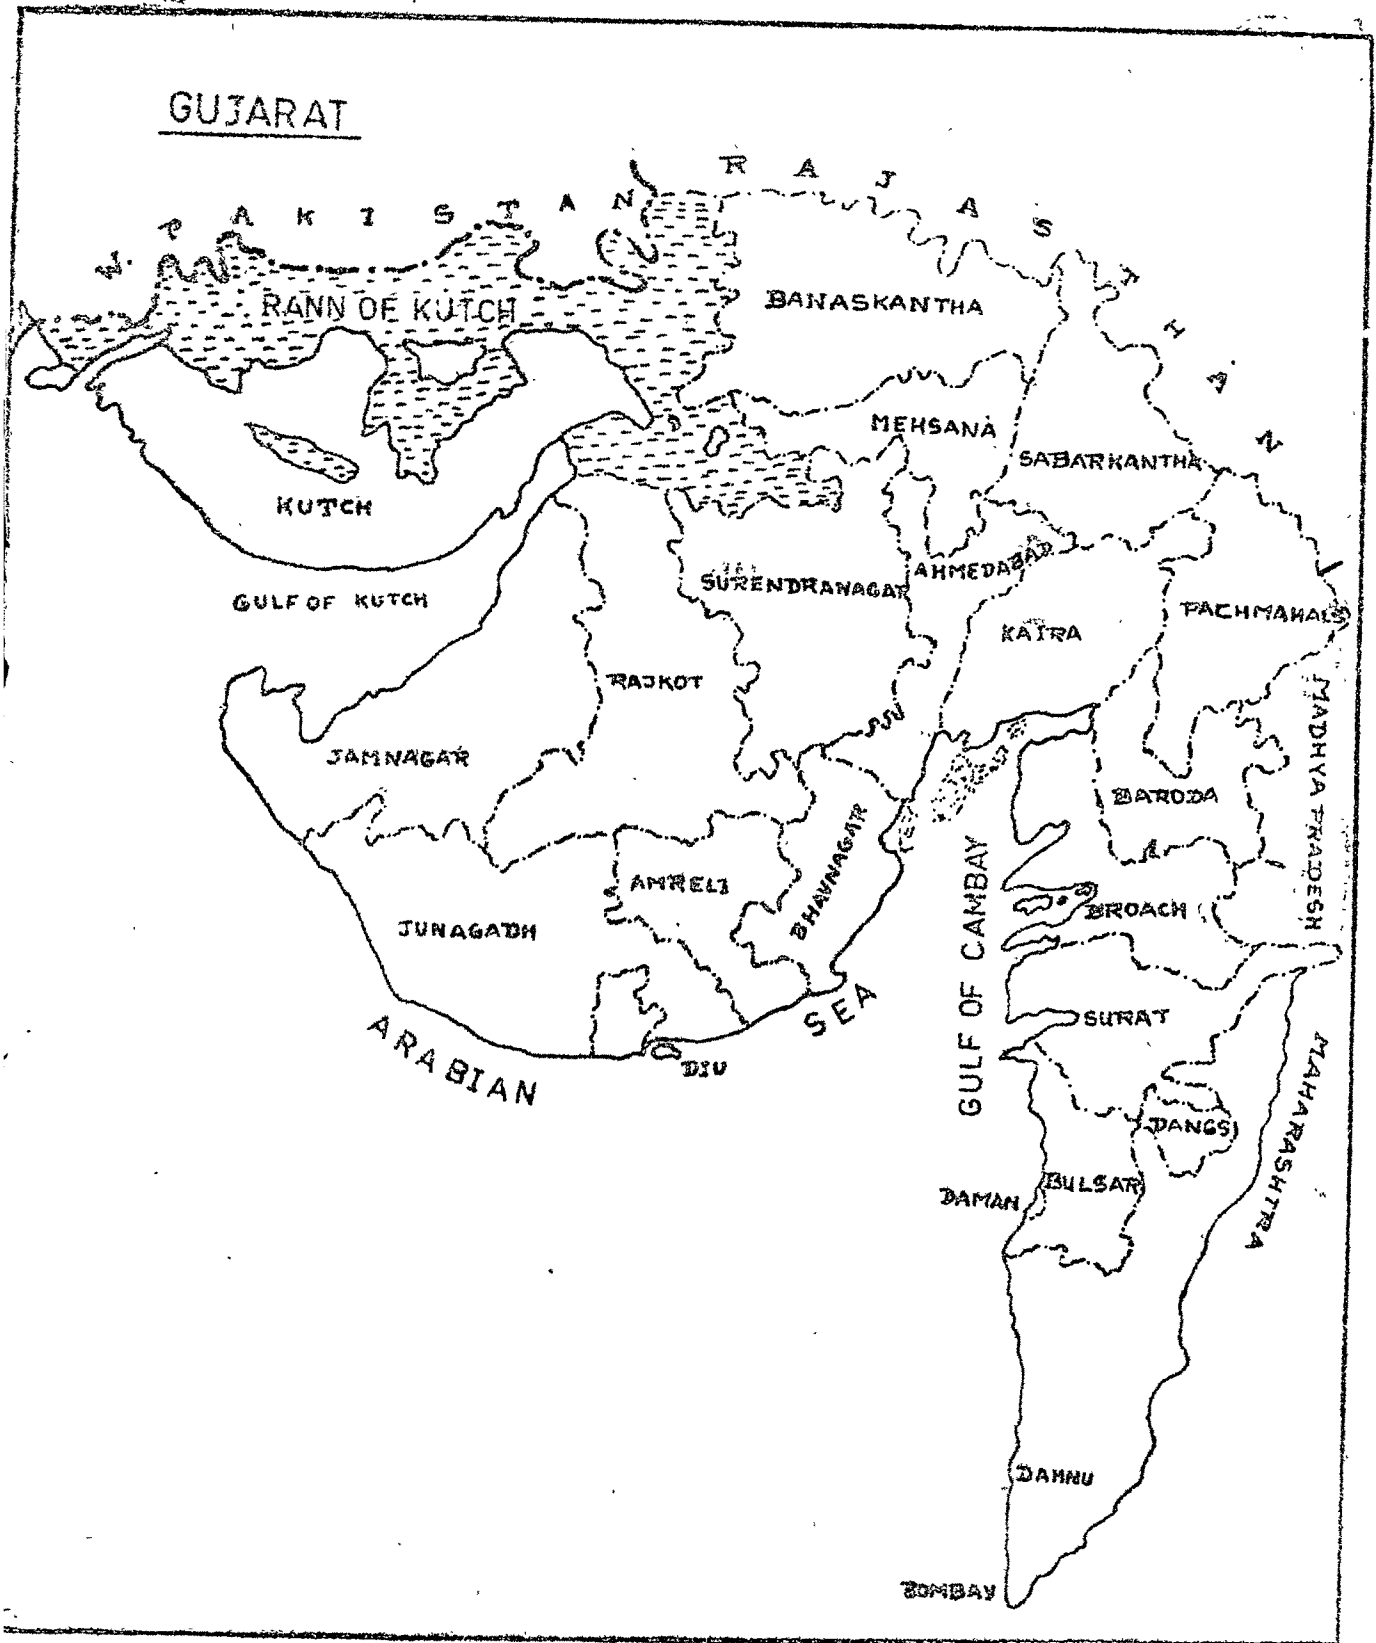 GUJARAT
W. PAKISTAN
RAJASTHAN
RANN OF KUTCH
BANASKANTHA
MEHSANA
SABARKANTHA
KUTCH
AHMEDABAD
SURENDRANAGAR
GULF OF KUTCH
PACHMAHALS
KAIRA
RAJKOT
JAMNAGAR
MADHYA PRADESH
BARODA
BHAVNAGAR
AMRELI
JUNAGADH
BROACH
GULF OF CAMBAY
ARABIAN SEA
SURAT
DIU
DANGS
MAHARASHTRA
BULSAR
DAMAN
DAHNU
BOMBAY